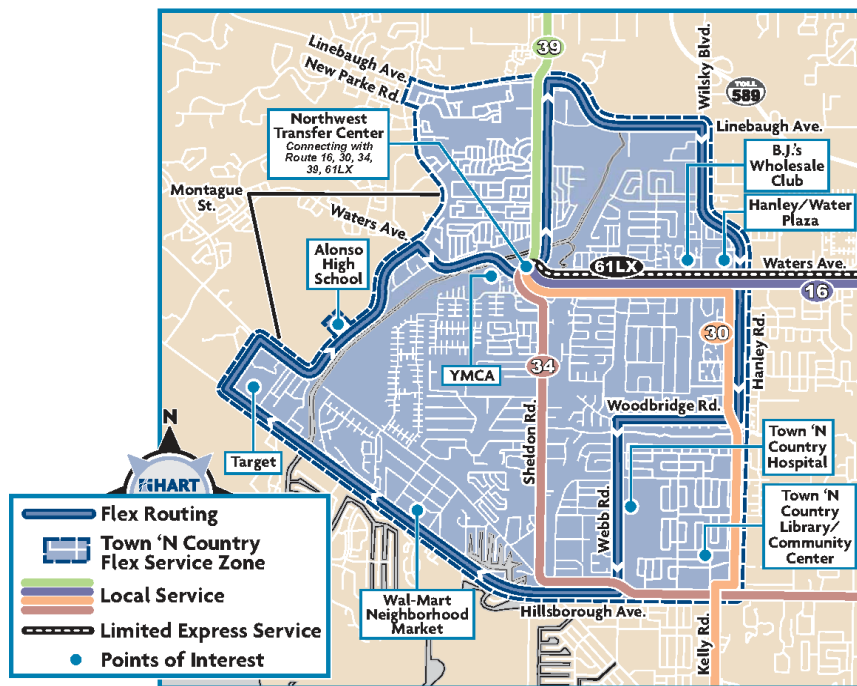 39
Linebaugh Ave.
New Parke Rd.
Wilsky Blvd.
TOLL
589
Northwest
Transfer Center
Connecting with
Route 16, 30, 34,
39, 61LX
Linebaugh Ave.
B.J.'s
Wholesale
Club
Montague
St.
Hanley/Water
Plaza
Waters Ave.
Alonso
High
School
61LX
Waters Ave.
16
30
YMCA
34
Hanley Rd.
Sheldon Rd.
Woodbridge Rd.
N
HART
Target
Town ‘N
Country
Hospital
Webb Rd.
Town ‘N
Country
Library/
Community
Center
Wal-Mart
Neighborhood
Market
Hillsborough Ave.
Kelly Rd.
Flex Routing
Town ‘N Country
Flex Service Zone
Local Service
Limited Express Service
Points of Interest